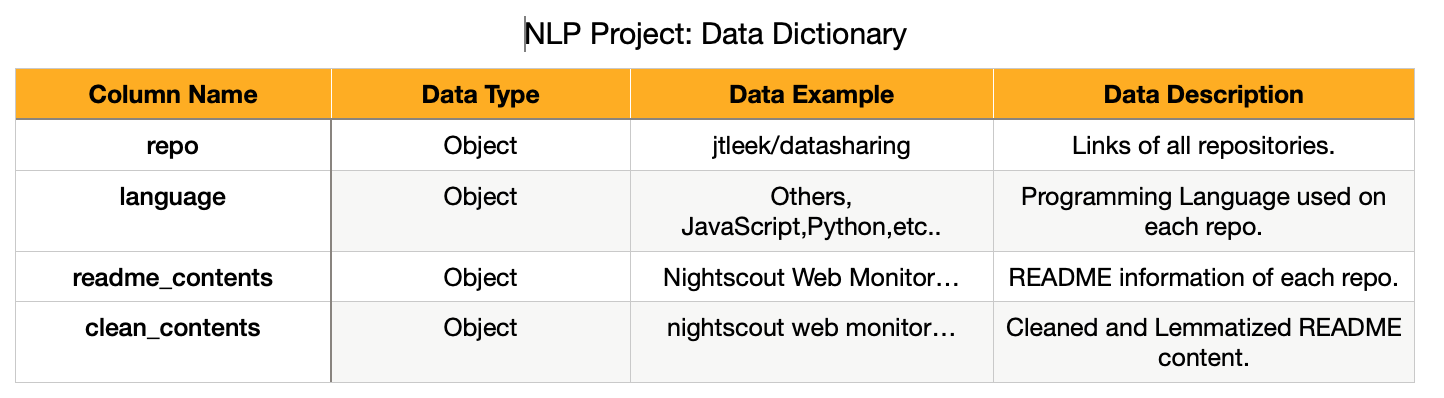 NLP Project: Data Dictionary
Column Name Data Type Data Example Data Description
repo Object jtleek/datasharing Links of all repositories.
language Object Others, Programming Language used on
JavaScript,Python,etc.. each repo.
readme_contents Object Nightscout Web Monitor… README information of each repo.
clean_contents Object nightscout web monitor… Cleaned and Lemmatized README
content.